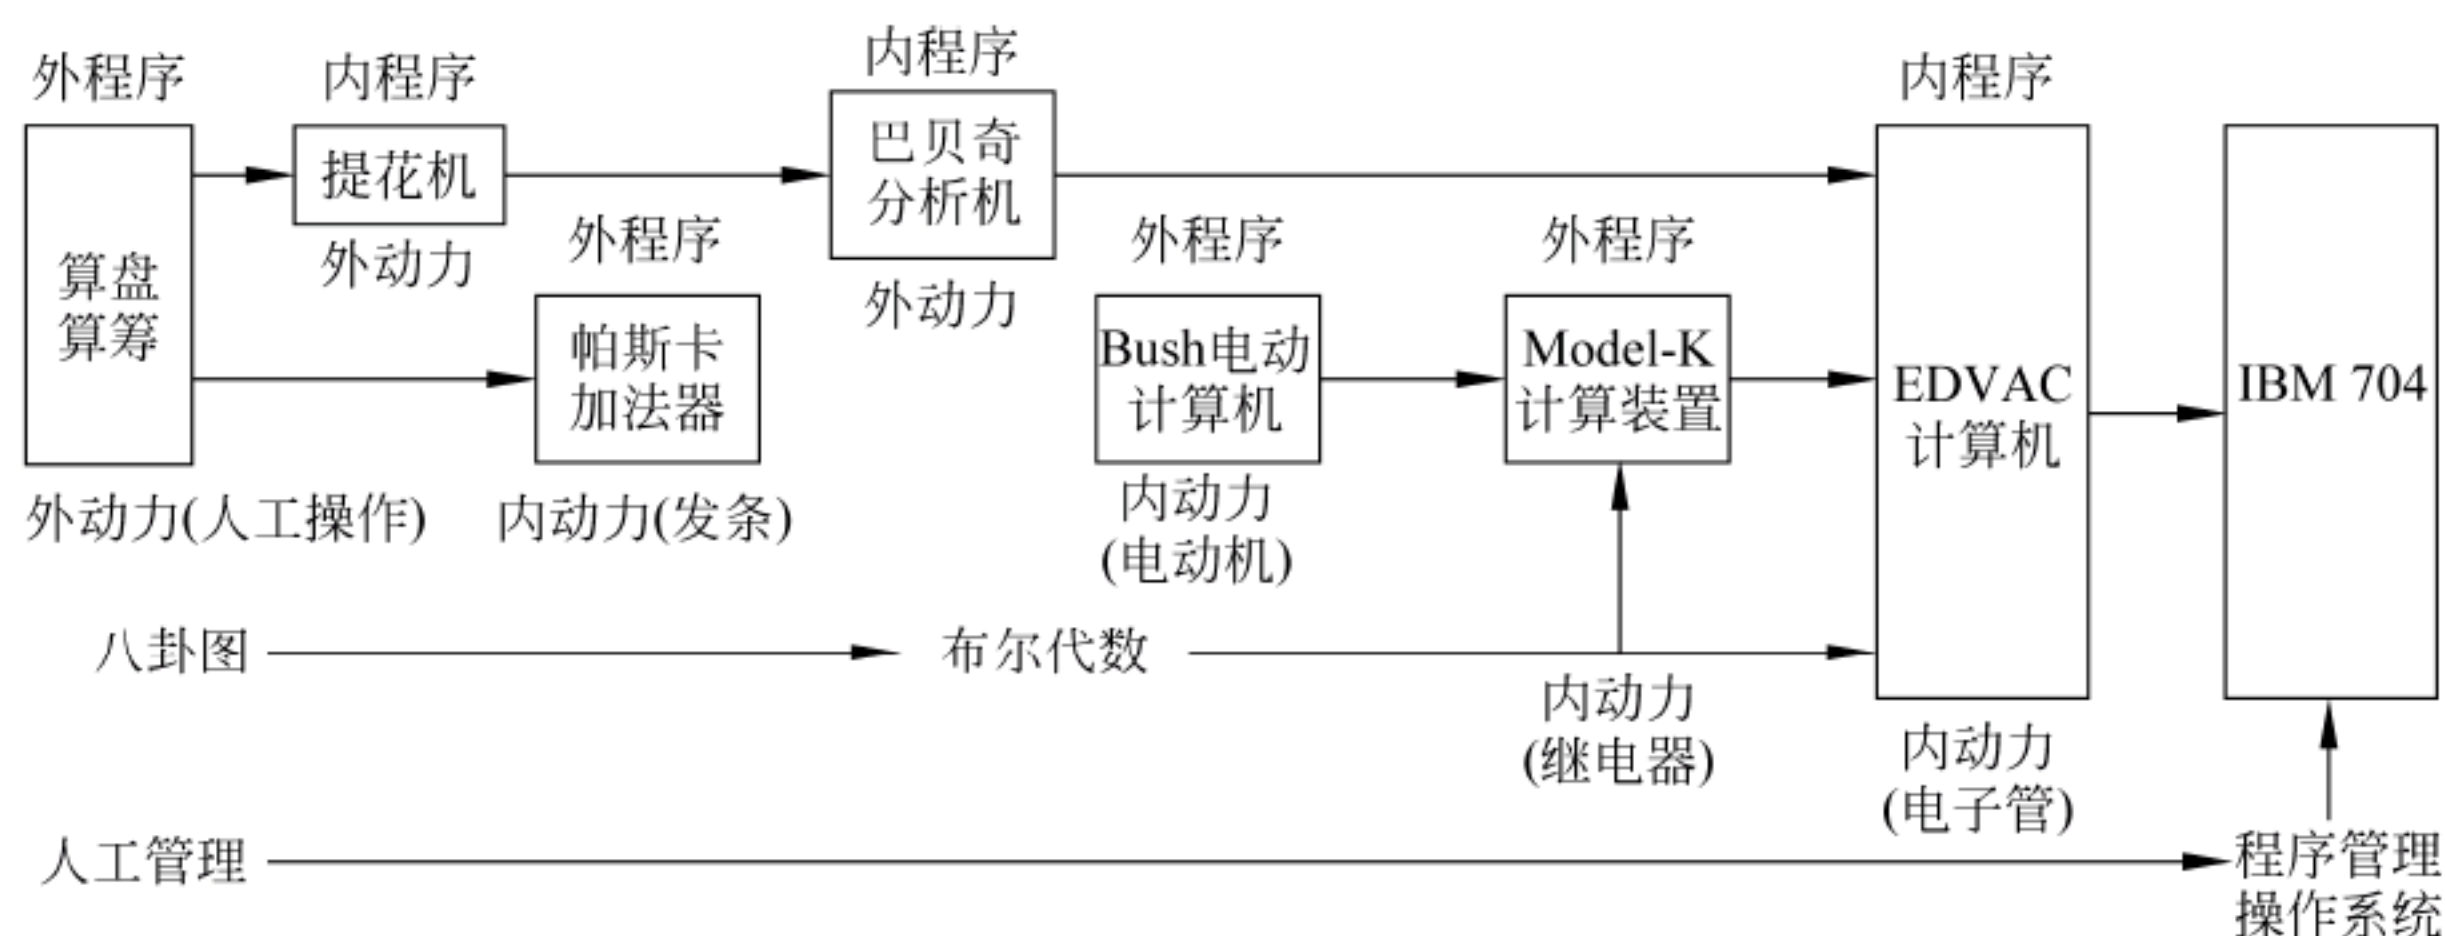 外程序
内程序
内程序
内程序
算盘
算筹
提花机
外动力
外程序
帕斯卡
加法器
巴贝奇
分析机
外动力
外程序
Bush电动
计算机
外程序
Model-K
计算装置
EDVAC
计算机
IBM 704
外动力(人工操作)
内动力(发条)
内动力
(电动机)
八卦图
布尔代数
内动力
(继电器)
内动力
(电子管)
人工管理
程序管理
操作系统